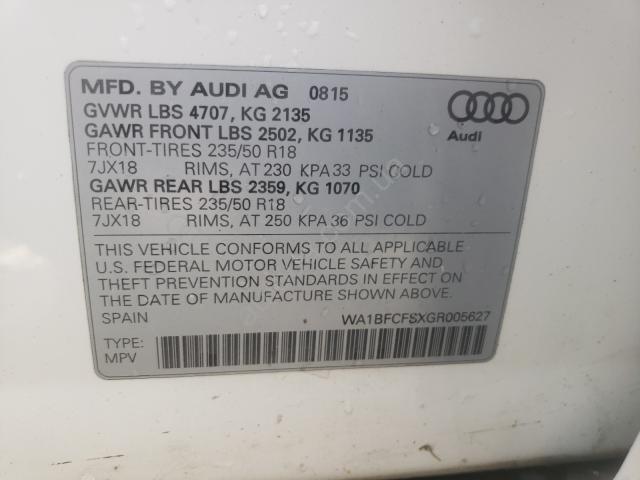 MFD. BY AUDI AG 0815
GVWR LBS 4707, KG 2135
GAWR FRONT LBS 2502, KG 1135
FRONT-TIRES 235/50 R18
7JX18 RIMS, AT 230 KPA 33 PSI COLD
GAWR REAR LBS 2359, KG 1070
REAR-TIRES 235/50 R18
7JX18 RIMS, AT 250 KPA 36 PSI COLD
Audi
THIS VEHICLE CONFORMS TO ALL APPLICABLE
U.S. FEDERAL MOTOR VEHICLE SAFETY AND
THEFT PREVENTION STANDARDS IN EFFECT ON
THE DATE OF MANUFACTURE SHOWN ABOVE.
SPAIN WA1BFCFSXGR005627
TYPE:
MPV